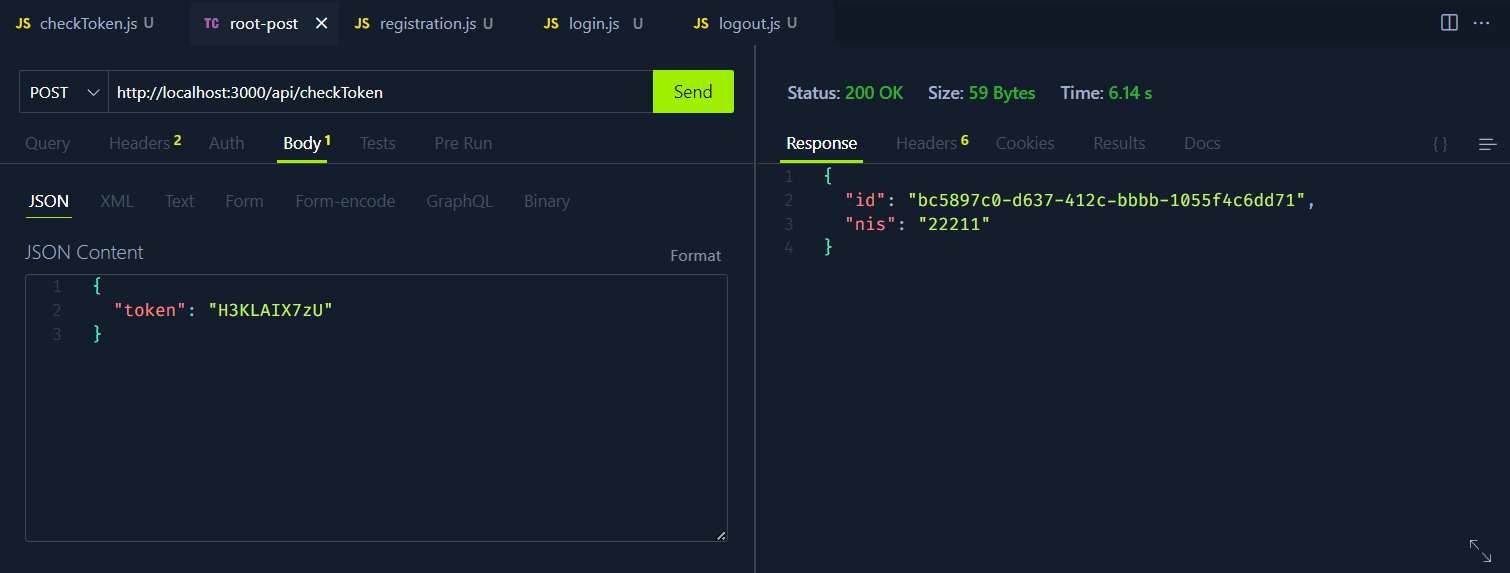 JS checkToken.js U TC root-post × JS registration.js U JS login.js U JS logout.js U ...
POST http://localhost:3000/api/checkToken Send
Query Headers 2 Auth Body 1 Tests Pre Run
JSON XML Text Form Form-encode GraphQL Binary
JSON Content Format
1 {
2 "token": "H3KLAIX7zU"
3 }
Status: 200 OK Size: 59 Bytes Time: 6.14 s
Response Headers 6 Cookies Results Docs {}
1 {
2 "id": "bc5897c0-d637-412c-bbbb-1055f4c6dd71",
3 "nis": "22211"
4 }